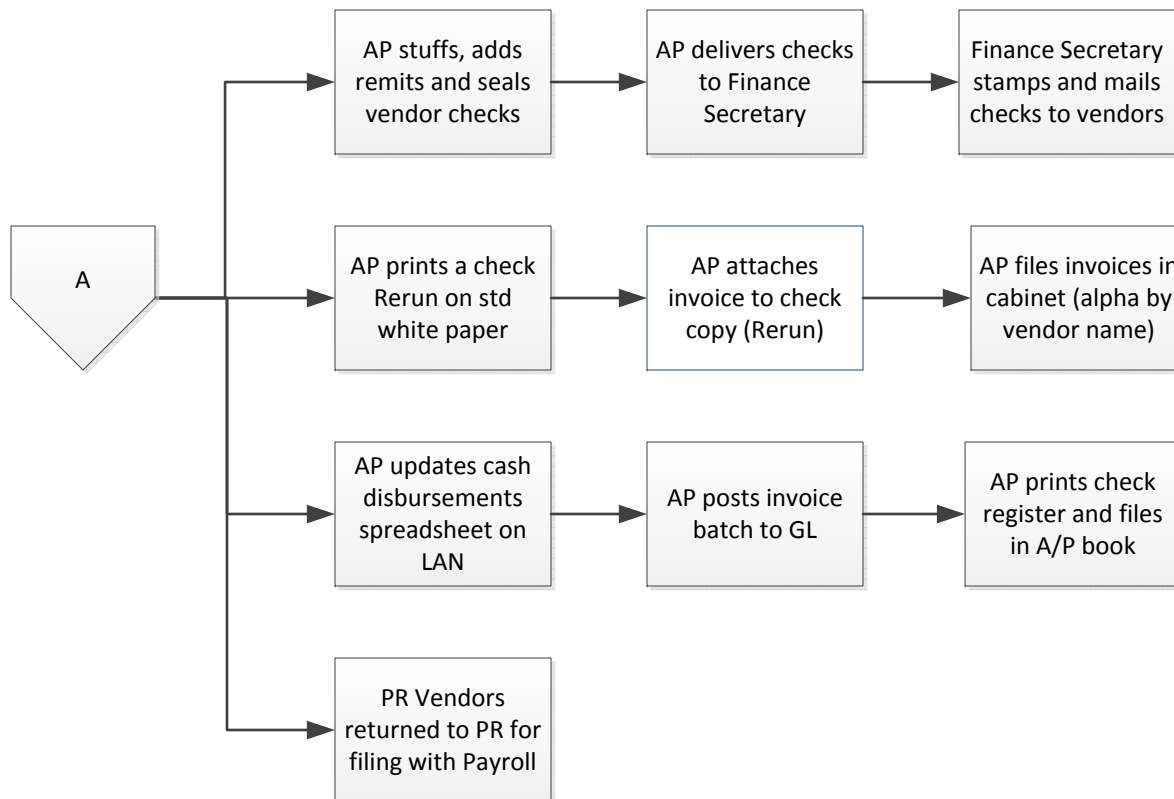 AP stuffs, adds
remits and seals
vendor checks
AP delivers checks
to Finance
Secretary
Finance Secretary
stamps and mails
checks to vendors
A
AP prints a check
Rerun on std
white paper
AP attaches
invoice to check
copy (Rerun)
AP files invoices in
cabinet (alpha by
vendor name)
AP updates cash
disbursements
spreadsheet on
LAN
AP posts invoice
batch to GL
AP prints check
register and files
in A/P book
PR Vendors
returned to PR for
filing with Payroll